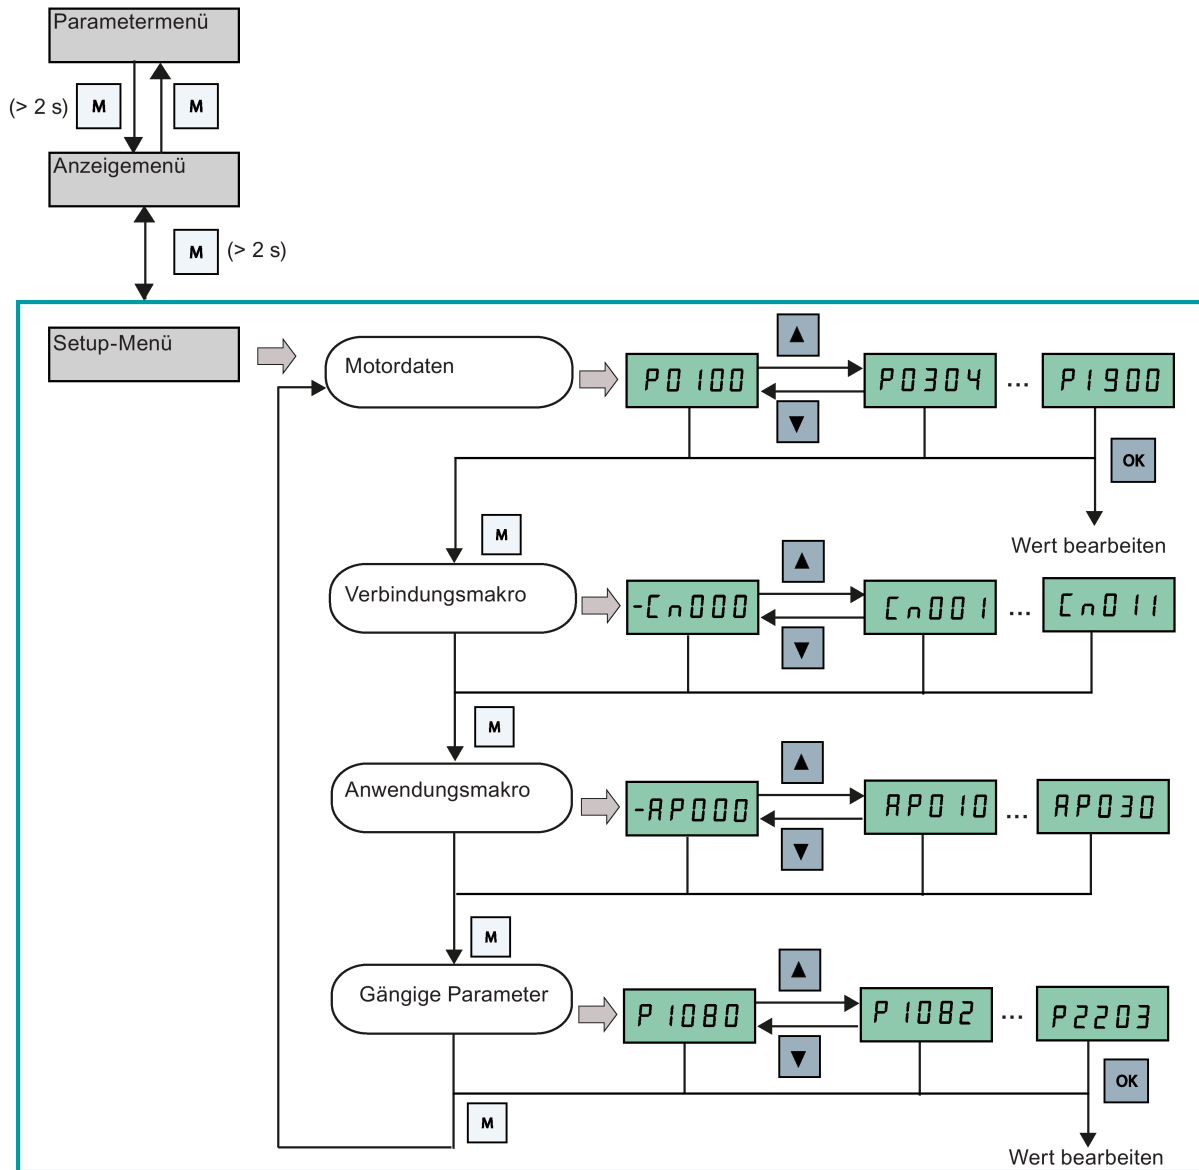 Parametermenü
(> 2 s) M M
Anzeigemenü
M (> 2 s)
Setup-Menü
Motordaten
P0100
P0304
...
P1900
OK
Wert bearbeiten
M
Verbindungsmakro
-Cn000
Cn001
...
Cn011
M
Anwendungsmakro
-AP000
AP010
...
AP030
M
Gängige Parameter
P1080
P1082
...
P2203
OK
M
Wert bearbeiten